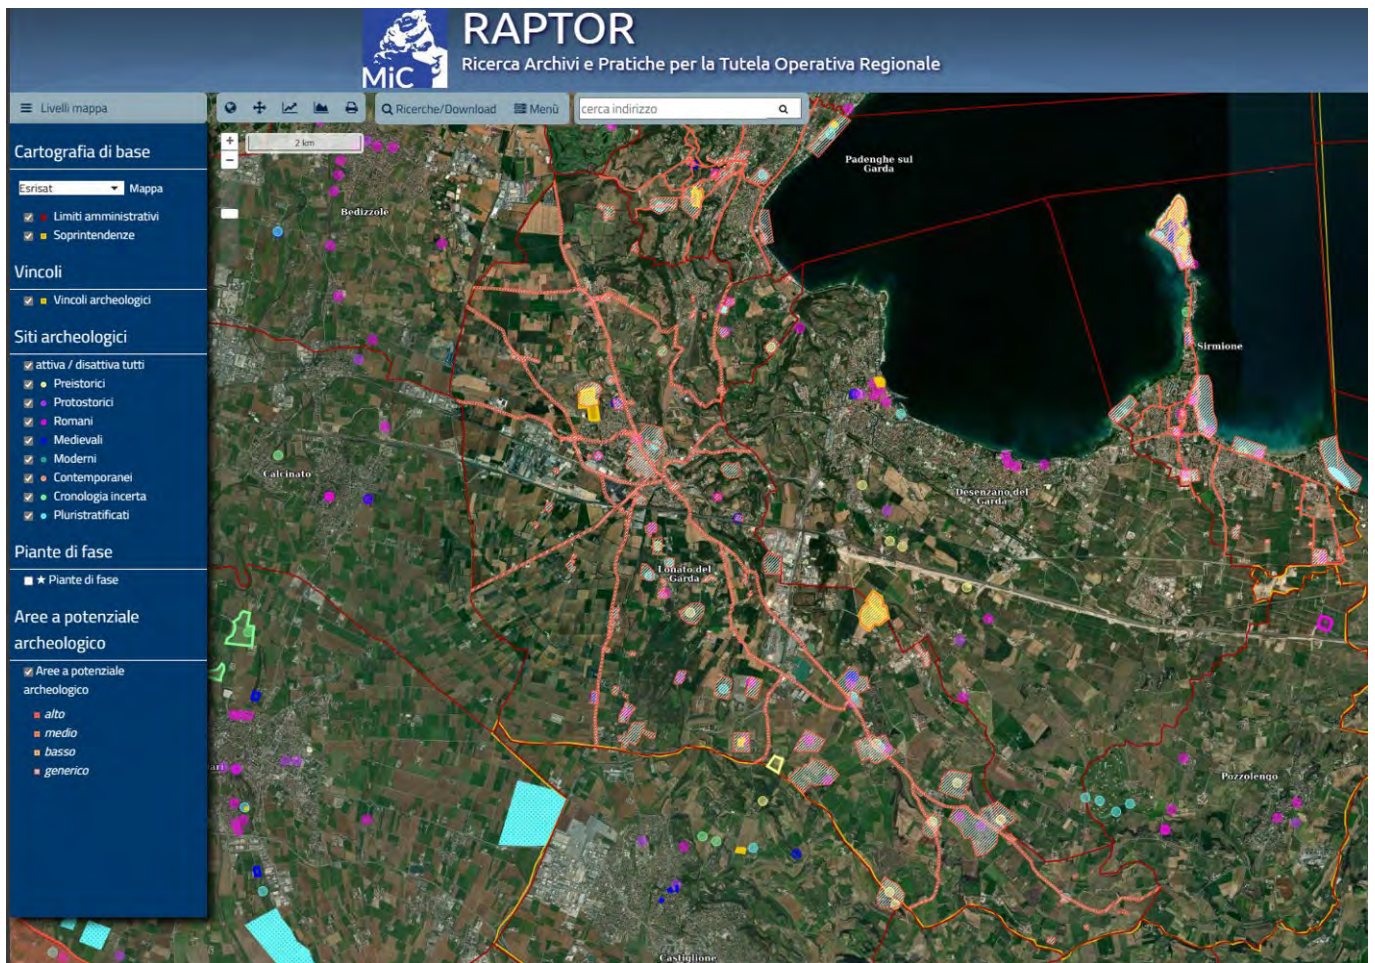 MiC
RAPTOR
Ricerca Archivi e Pratiche per la Tutela Operativa Regionale
Livelli mappa
Ricerche/Download
Menù
cerca indirizzo
Cartografia di base
Esrisat
Mappa
Limiti amministrativi
Soprintendenze
Vincoli
Vincoli archeologici
Siti archeologici
attiva / disattiva tutti
Preistorici
Protostorici
Romani
Medievali
Moderni
Contemporanei
Cronologia incerta
Pluristratificati
Piante di fase
Piante di fase
Aree a potenziale
archeologico
Aree a potenziale
archeologico
alto
medio
basso
generico
+
2 km
−
Padenghe sul
Garda
Bedizzole
Sirmione
Calcinato
Desenzano del
Garda
Lonato del
Garda
ari
Pozzolengo
Castiglione